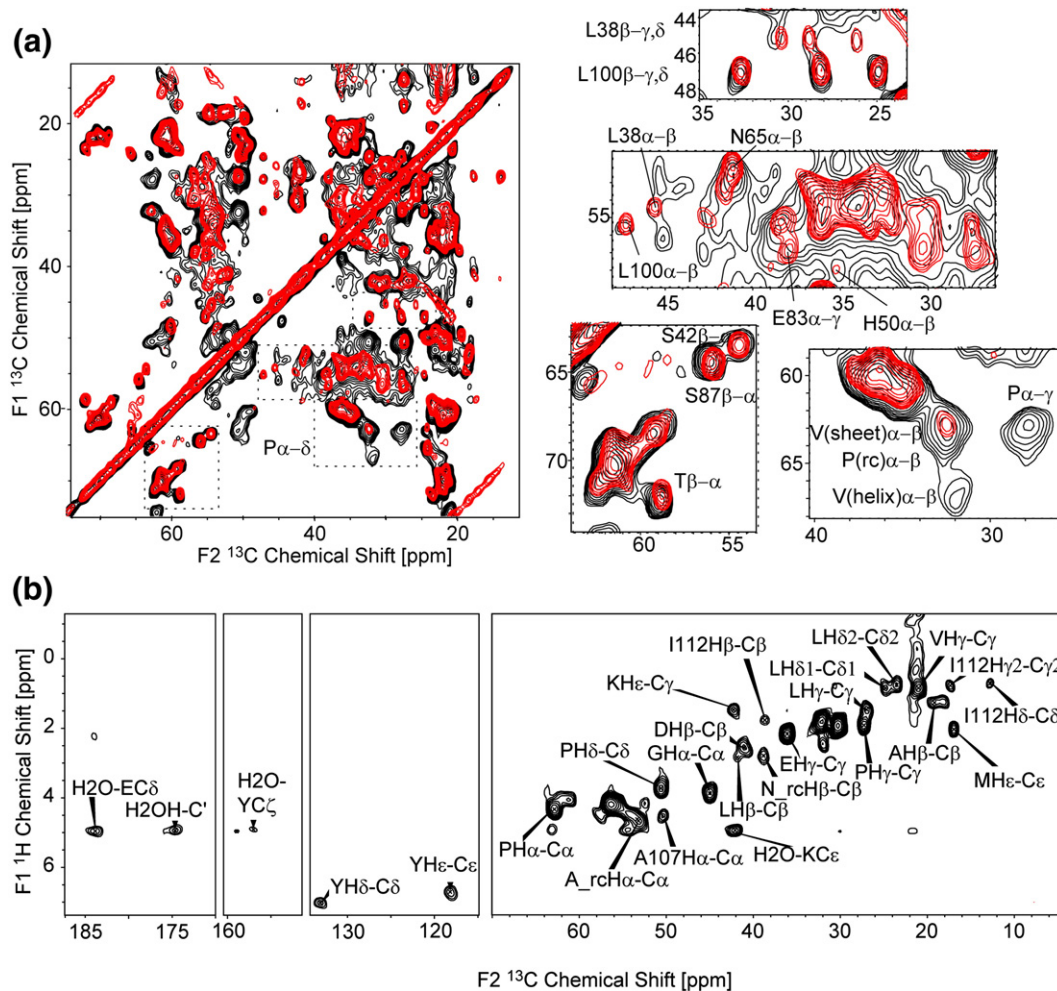 (a)
F1 ¹³C Chemical Shift [ppm]
20
40
60
Pα-δ
60 40 20
F2 ¹³C Chemical Shift [ppm]
L38β-γ,δ
L100β-γ,δ
44
46
48
35 30 25
L38α-β
N65α-β
55
L100α-β
45 40 35 30
E83α-γ
H50α-β
S42β-α
S87β-α
65
70
Tβ-α
60 55
60
65
Pα-γ
V(sheet)α-β
P(rc)α-β
V(helix)α-β
40 30
(b)
F1 ¹H Chemical Shift [ppm]
0
2
4
6
H2O-ECδ
H2OH-C'
H2O-
YCζ
YHδ-Cδ
YHε-Cε
I112Hβ-Cβ
KHε-Cγ
LHδ2-Cδ2
VHγ-Cγ
LHδ1-Cδ1
I112Hγ2-Cγ2
LHγ-Cγ
I112Hδ-Cδ
DHβ-Cβ
PHδ-Cδ
GHα-Cα
EHγ-Cγ
AHβ-Cβ
PHγ-Cγ
MHε-Cε
N_rcHβ-Cβ
LHβ-Cβ
PHα-Cα
A107Hα-Cα
H2O-KCε
A_rcHα-Cα
185 175 160 130 120 60 50 40 30 20 10
F2 ¹³C Chemical Shift [ppm]